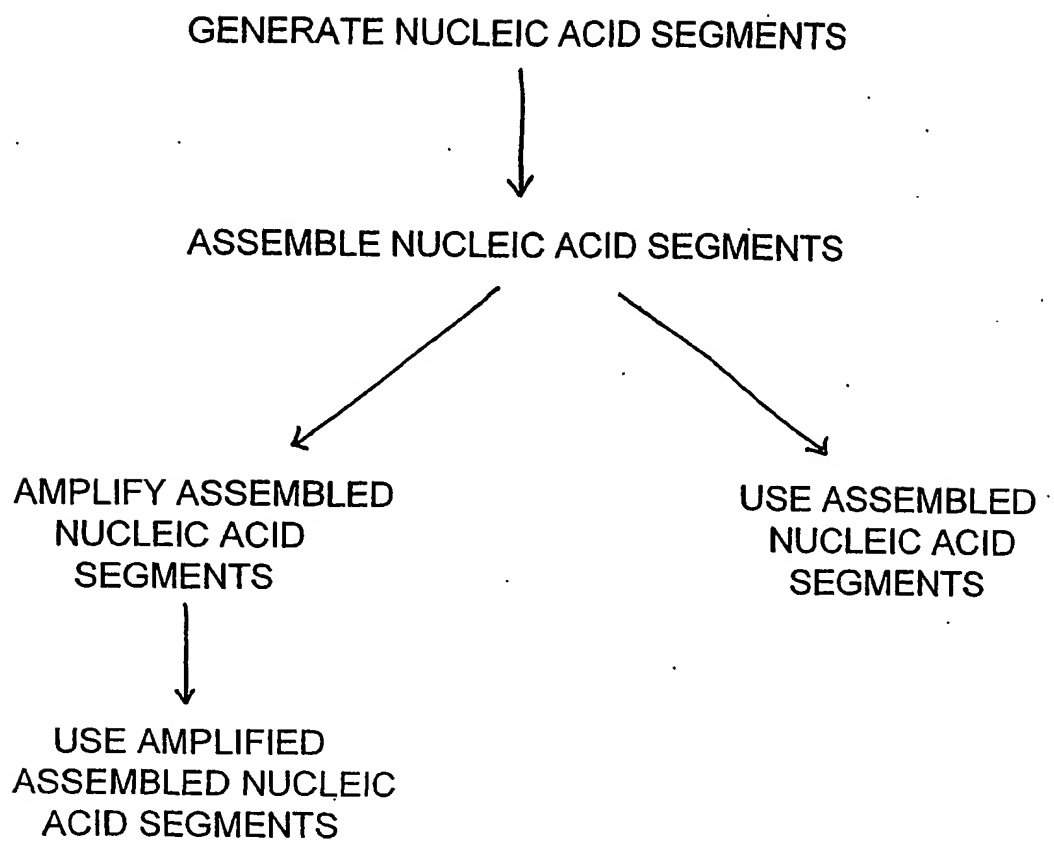 GENERATE NUCLEIC ACID SEGMENTS
ASSEMBLE NUCLEIC ACID SEGMENTS
AMPLIFY ASSEMBLED
NUCLEIC ACID
SEGMENTS
USE ASSEMBLED
NUCLEIC ACID
SEGMENTS
USE AMPLIFIED
ASSEMBLED NUCLEIC
ACID SEGMENTS